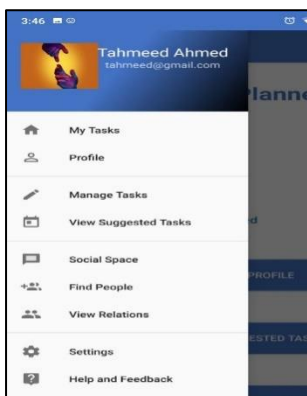 3:46
Tahmeed Ahmed
tahmeed@gmail.com
Planne
My Tasks
Profile
Manage Tasks
View Suggested Tasks
ed
Social Space
Find People
PROFILE
View Relations
ESTED TAS
Settings
Help and Feedback